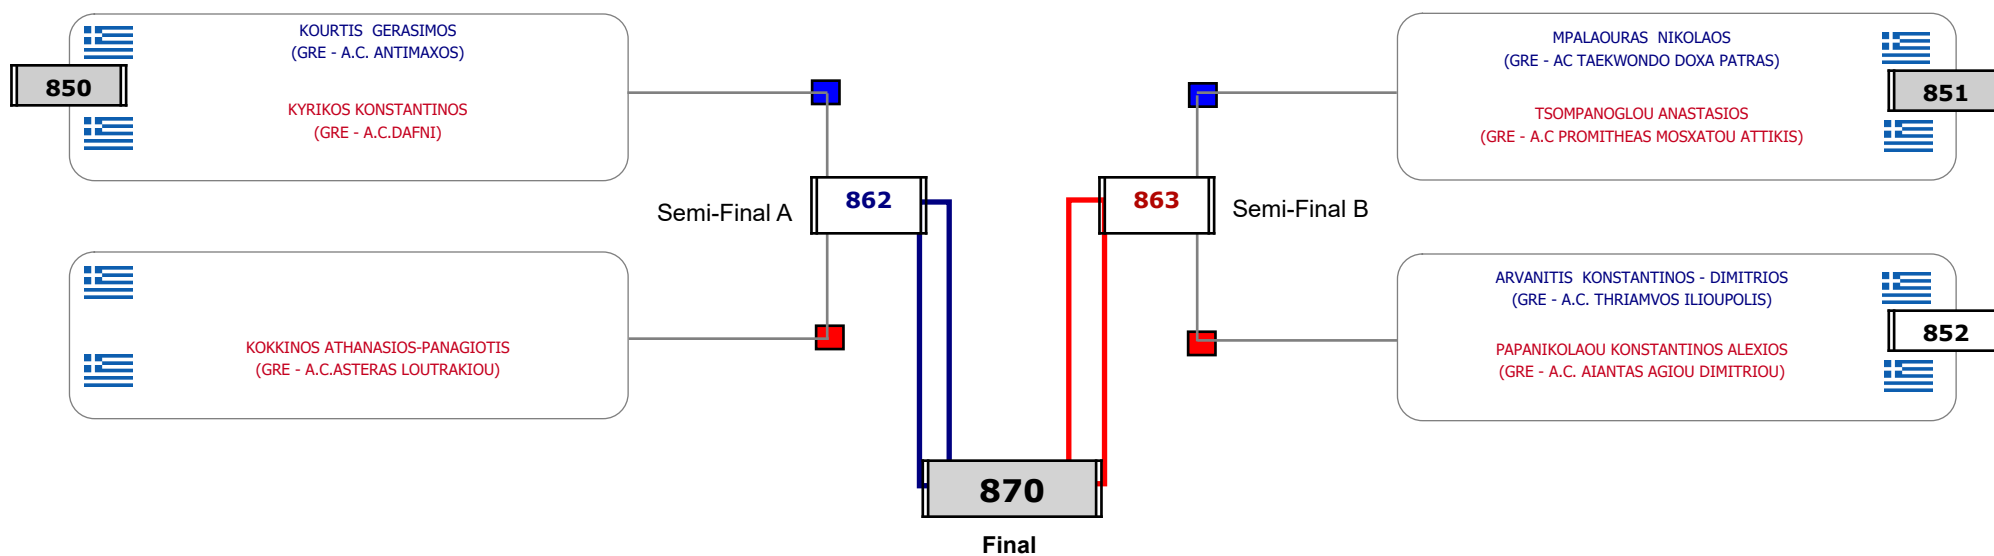 KOURTIS GERASIMOS
(GRE - A.C. ANTIMAXOS)
850
KYRIKOS KONSTANTINOS
(GRE - A.C.DAFNI)
MPALAOURAS NIKOLAOS
(GRE - AC TAEKWONDO DOXA PATRAS)
851
TSOMPANOGLOU ANASTASIOS
(GRE - A.C PROMITHEAS MOSXATOU ATTIKIS)
Semi-Final A
862
863
Semi-Final B
KOKKINOS ATHANASIOS-PANAGIOTIS
(GRE - A.C.ASTERAS LOUTRAKIOU)
ARVANITIS KONSTANTINOS - DIMITRIOS
(GRE - A.C. THRIAMVOS ILIOUPOLIS)
852
PAPANIKOLAOU KONSTANTINOS ALEXIOS
(GRE - A.C. AIANTAS AGIOU DIMITRIOU)
870
Final